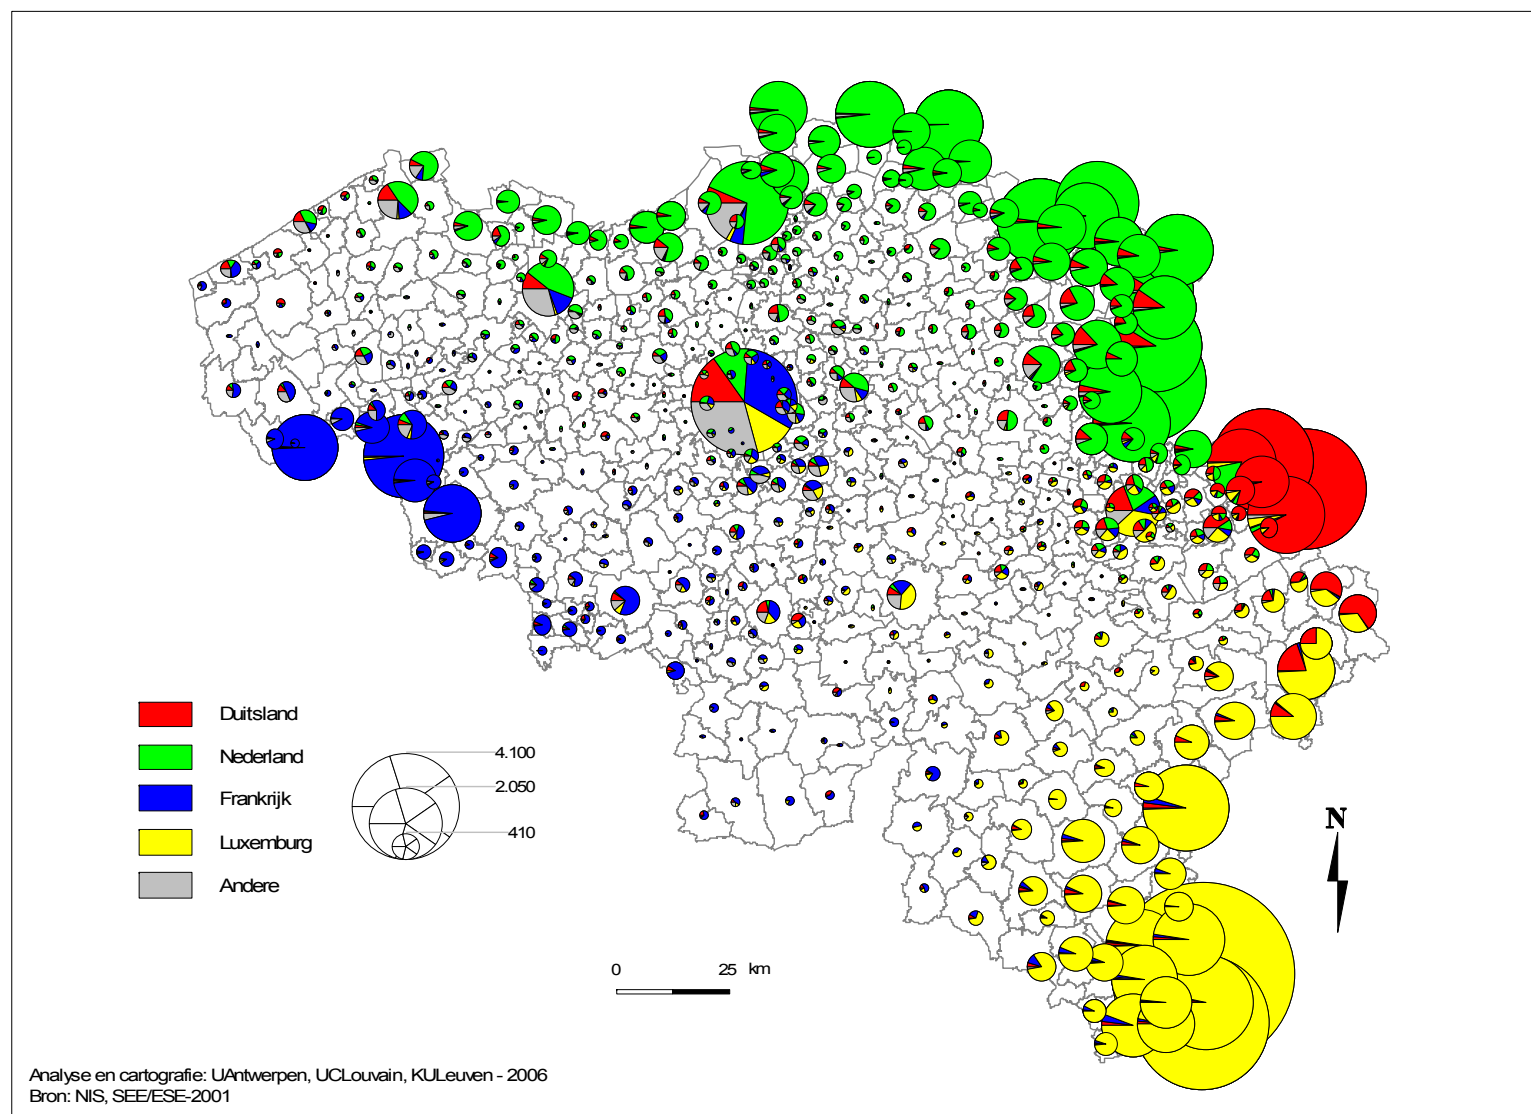 Duitsland
Nederland
Frankrijk
Luxemburg
Andere
4.100
2.050
410
0 25 km
N
Analyse en cartografie: UAntwerpen, UCLouvain, KULeuven - 2006
Bron: NIS, SEE/ESE-2001